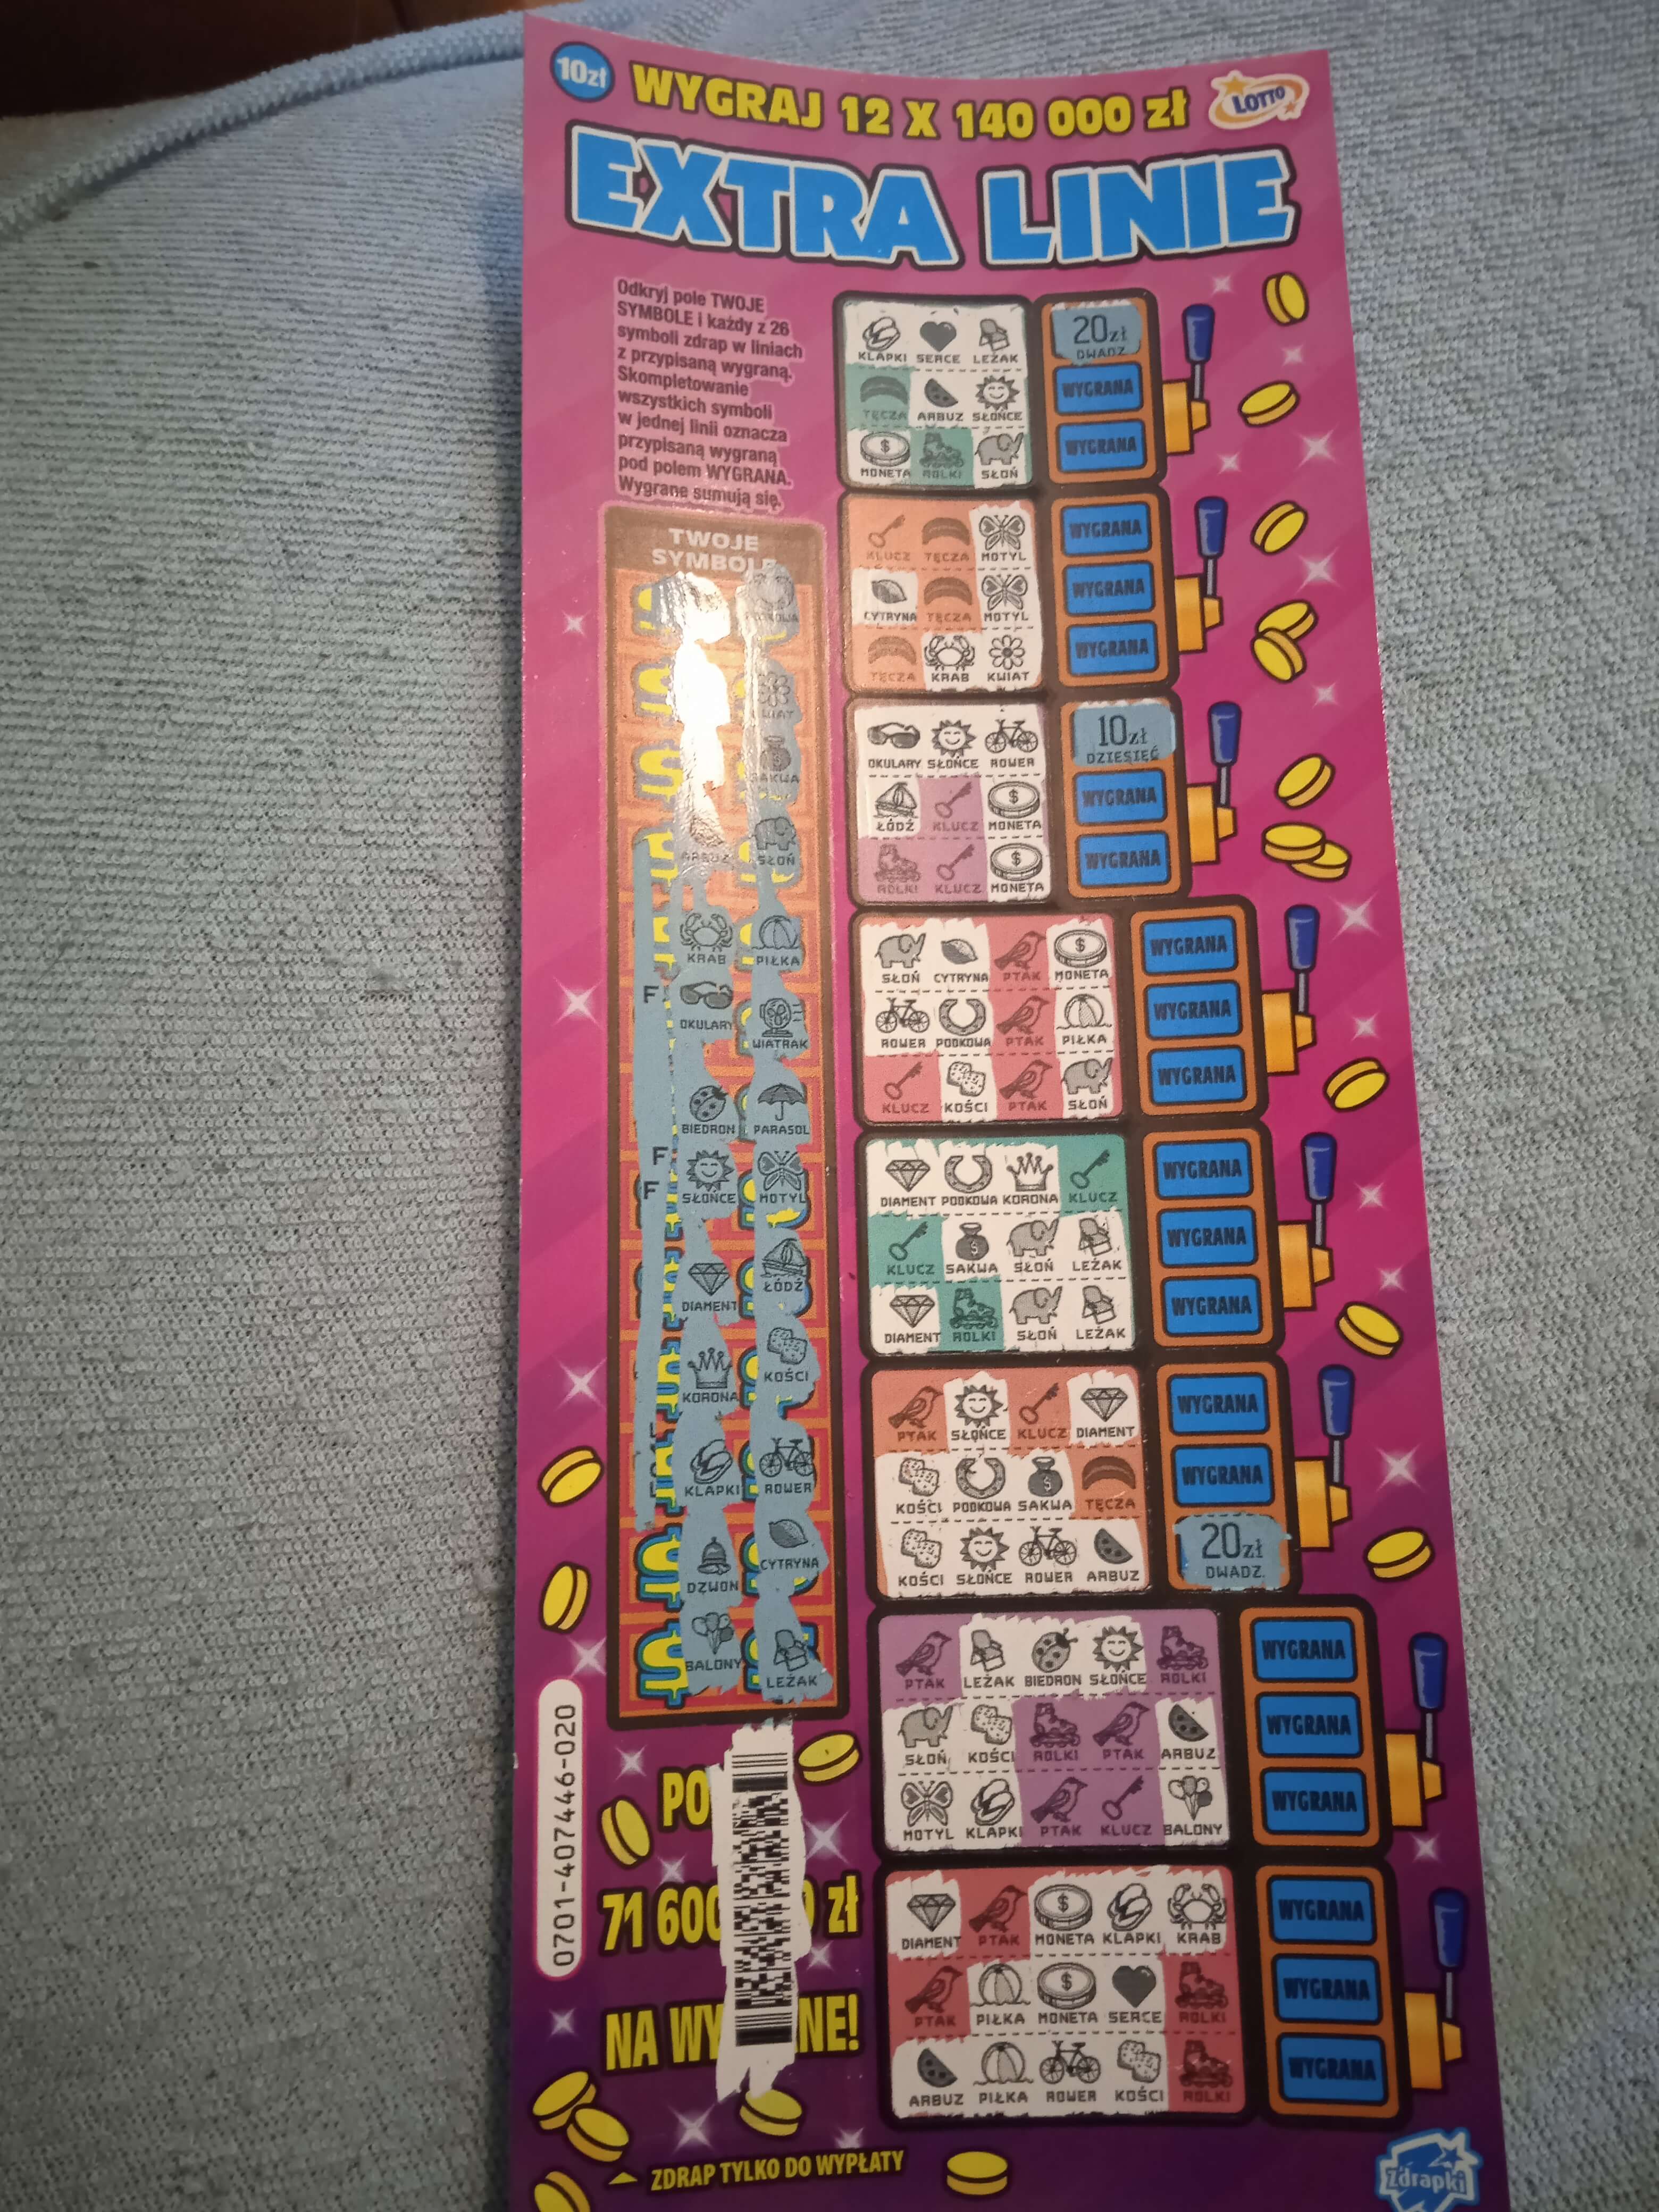 10zł
WYGRAJ 12 X 140 000 zł
LOTTO
EXTRA LINIE
Odkryj pole TWOJE
SYMBOLE i każdy z 26
symboli zdrap w liniach
z przypisaną wygraną.
Skompletowanie
wszystkich symboli
w jednej linii oznacza
przypisaną wygraną
pod polem WYGRANA.
Wygrane sumują się.
TWOJE
SYMBOLE
KWIAT
SAKWA
ARBUZ SŁOŃ
KRAB PIŁKA
F
OKULARY WIATRAK
BIEDRON PARASOL
F
F
SŁOŃCE MOTYL
DIAMENT ŁÓDŹ
KORONA KOŚCI
KLAPKI ROWER
DZWON CYTRYNA
BALONY LEŻAK
KLAPKI SERCE LEŻAK
20zł
DWADZ.
TĘCZA ARBUZ SŁOŃCE
WYGRANA
MONETA ROLKI SŁOŃ
WYGRANA
KLUCZ TĘCZA MOTYL
WYGRANA
CYTRYNA TĘCZA MOTYL
WYGRANA
TĘCZA KRAB KWIAT
WYGRANA
OKULARY SŁOŃCE ROWER
10zł
DZIESIĘĆ
ŁÓDŹ KLUCZ MONETA
WYGRANA
ROLKI KLUCZ MONETA
WYGRANA
SŁOŃ CYTRYNA PTAK MONETA
WYGRANA
ROWER PODKOWA PTAK PIŁKA
WYGRANA
KLUCZ KOŚCI PTAK SŁOŃ
WYGRANA
DIAMENT PODKOWA KORONA KLUCZ
WYGRANA
KLUCZ SAKWA SŁOŃ LEŻAK
WYGRANA
DIAMENT ROLKI SŁOŃ LEŻAK
WYGRANA
PTAK SŁOŃCE KLUCZ DIAMENT
WYGRANA
KOŚCI PODKOWA SAKWA TĘCZA
WYGRANA
KOŚCI SŁOŃCE ROWER ARBUZ
20zł
DWADZ.
PTAK LEŻAK BIEDRON SŁOŃCE ROLKI
WYGRANA
SŁOŃ KOŚCI ROLKI PTAK ARBUZ
WYGRANA
MOTYL KLAPKI PTAK KLUCZ BALONY
WYGRANA
DIAMENT PTAK MONETA KLAPKI KRAB
WYGRANA
PTAK PIŁKA MONETA SERCE ROLKI
WYGRANA
ARBUZ PIŁKA ROWER KOŚCI ROLKI
WYGRANA
0701-407446-020
71 600 zł
ZDRAP TYLKO DO WYPŁATY
Zdrapki